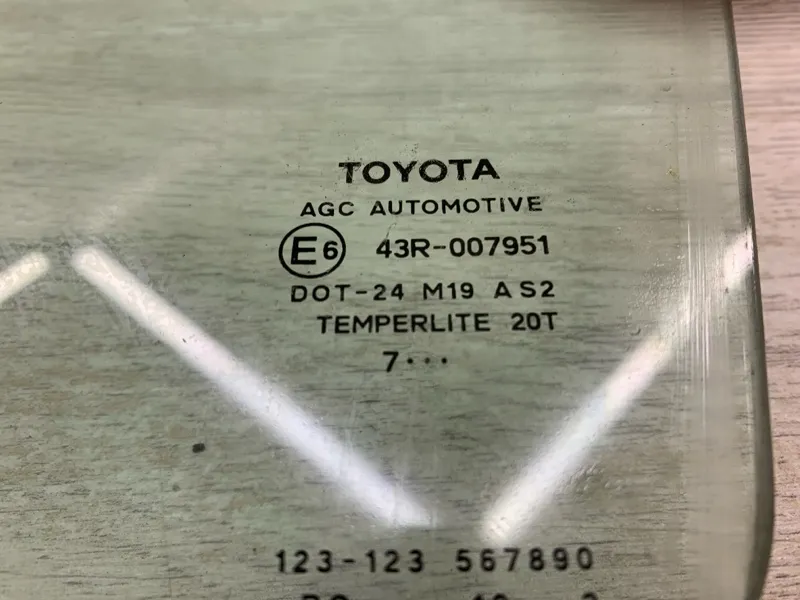 TOYOTA
AGC AUTOMOTIVE
E6 43R-007951
DOT-24 M19 AS2
TEMPERLITE 20T
7···
123-123 567890